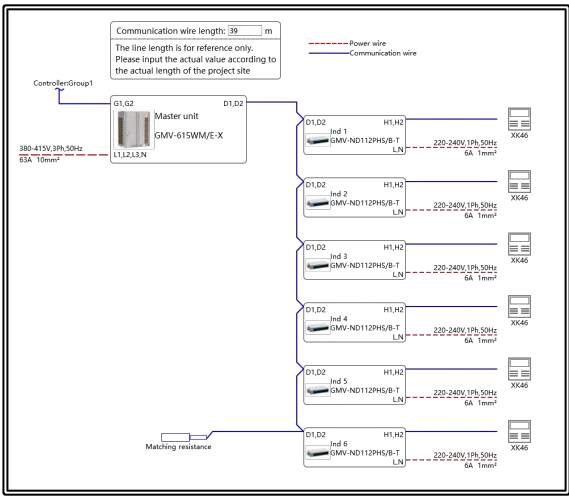 Communication wire length: 39 m
The line length is for reference only.
Please input the actual value according to
the actual length of the project site
Power wire
Communication wire
Controller:Group1
G1,G2 D1,D2
Master unit
GMV-615WM/E-X
L1,L2,L3,N
380-415V,3Ph,50Hz
63A 10mm²
D1,D2 H1,H2
Ind 1
GMV-ND112PHS/B-T
L,N
220-240V,1Ph,50Hz
6A 1mm²
XK46
D1,D2 H1,H2
Ind 2
GMV-ND112PHS/B-T
L,N
220-240V,1Ph,50Hz
6A 1mm²
XK46
D1,D2 H1,H2
Ind 3
GMV-ND112PHS/B-T
L,N
220-240V,1Ph,50Hz
6A 1mm²
XK46
D1,D2 H1,H2
Ind 4
GMV-ND112PHS/B-T
L,N
220-240V,1Ph,50Hz
6A 1mm²
XK46
D1,D2 H1,H2
Ind 5
GMV-ND112PHS/B-T
L,N
220-240V,1Ph,50Hz
6A 1mm²
XK46
Matching resistance
D1,D2 H1,H2
Ind 6
GMV-ND112PHS/B-T
L,N
220-240V,1Ph,50Hz
6A 1mm²
XK46